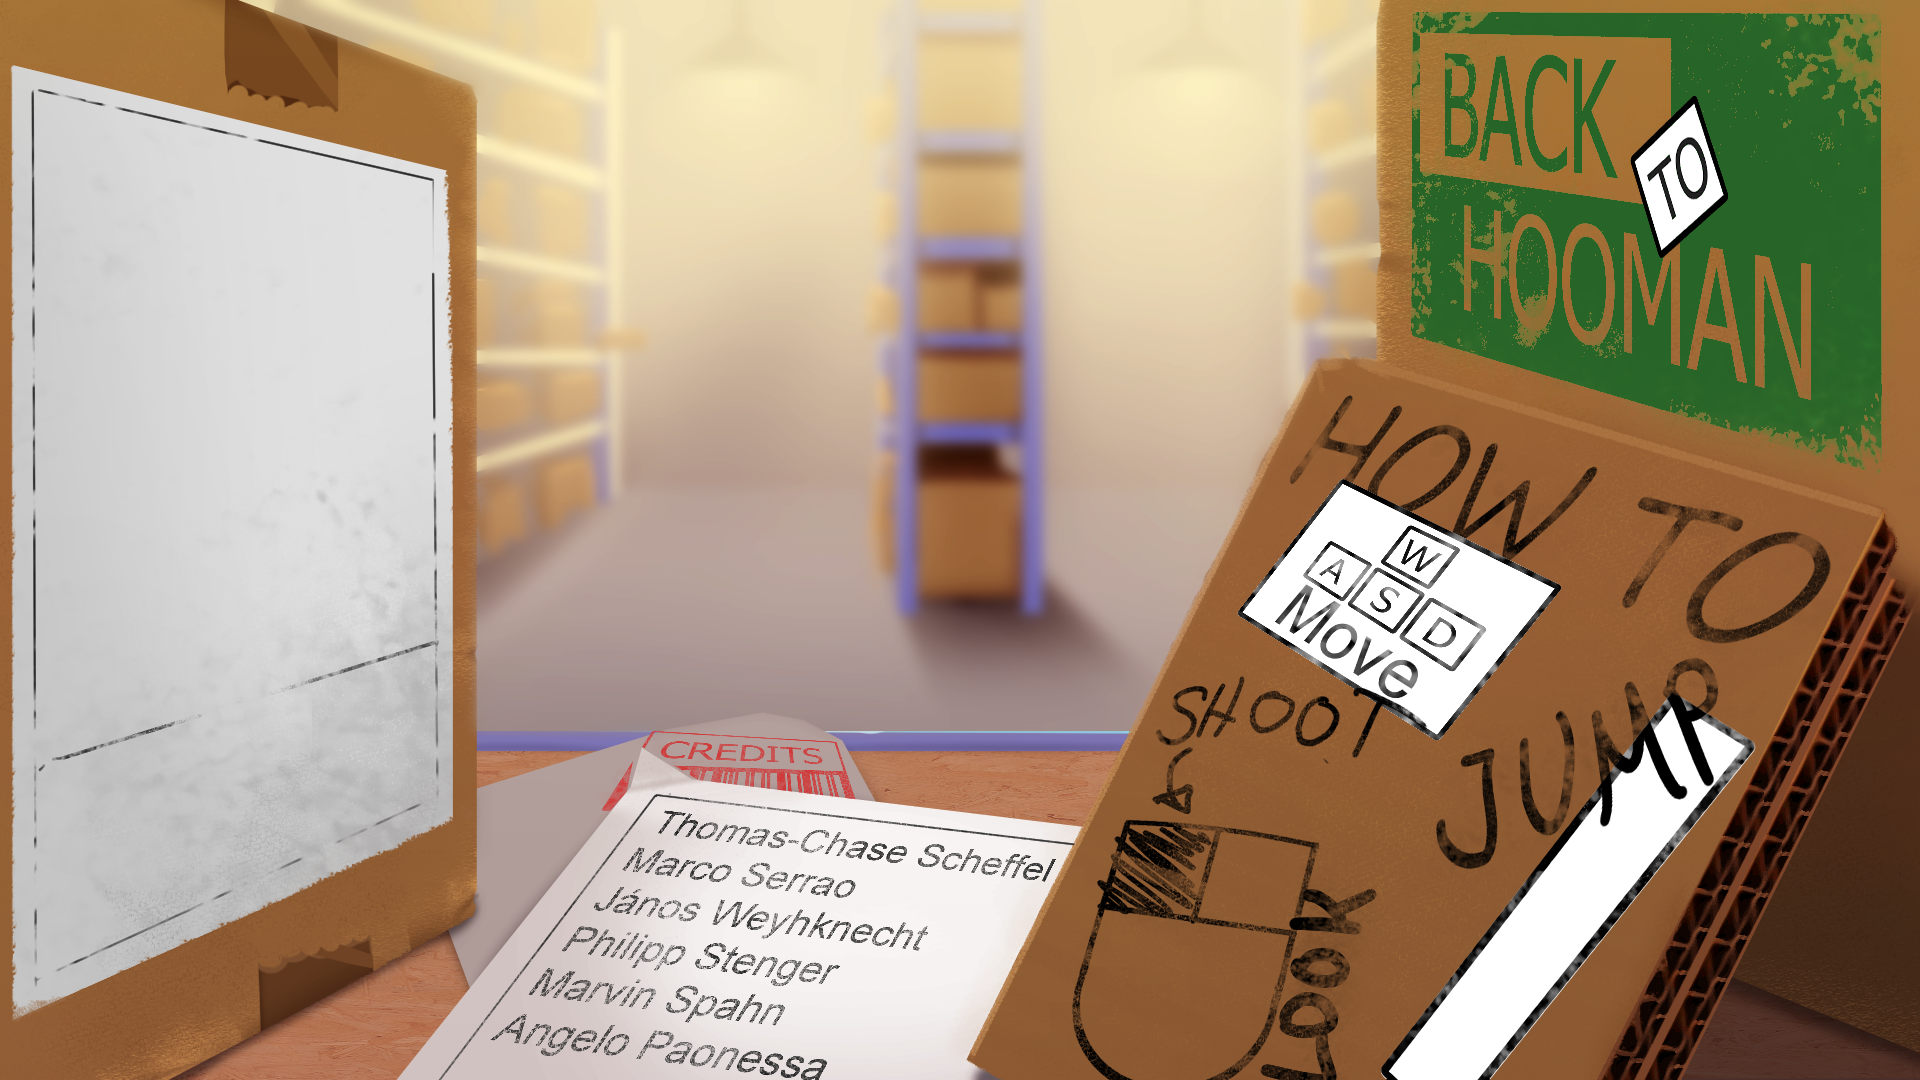 BACK
TO
HOOMAN
HOW TO
W
A S D
Move
SHOOT
JUMP
LOOK
CREDITS
Thomas-Chase Scheffel
Marco Serrao
János Weyhknecht
Philipp Stenger
Marvin Spahn
Angelo Paonessa